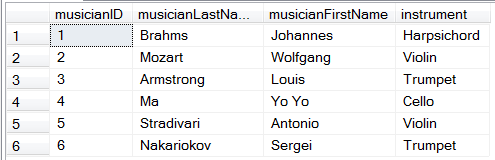 musicianID musicianLastNa... musicianFirstName instrument
1 1 Brahms Johannes Harpsichord
2 2 Mozart Wolfgang Violin
3 3 Armstrong Louis Trumpet
4 4 Ma Yo Yo Cello
5 5 Stradivari Antonio Violin
6 6 Nakariokov Sergei Trumpet